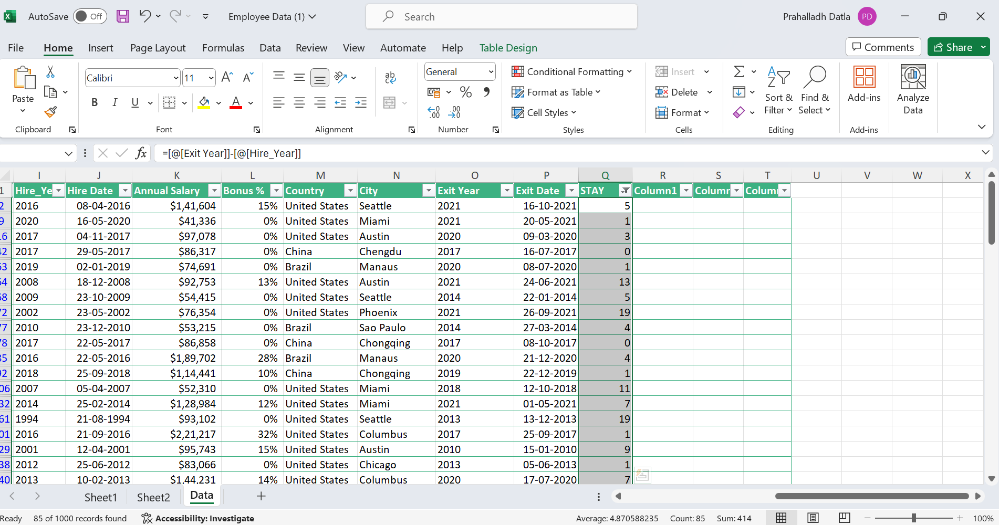 AutoSave Off Employee Data (1) Search Prahalladh Datla PD
File Home Insert Page Layout Formulas Data Review View Automate Help Table Design Comments Share
Paste
Clipboard
Calibri 11
B I U A
Font
ab
Alignment
General
% ,
Number
Conditional Formatting
Format as Table
Cell Styles
Styles
Insert
Delete
Format
Cells
Sort &
Filter
Find &
Select
Editing
Add-ins
Add-ins
Analyze
Data
fx =[@[Exit Year]]-[@[Hire_Year]]
I J K L M N O P Q R S T U V W X
1 Hire_Ye Hire Date Annual Salary Bonus % Country City Exit Year Exit Date STAY Column1 Column Colum
2 2016 08-04-2016 $1,41,604 15% United States Seattle 2021 16-10-2021 5
9 2020 16-05-2020 $41,336 0% United States Miami 2021 20-05-2021 1
6 2017 04-11-2017 $97,078 0% United States Austin 2020 09-03-2020 3
2 2017 29-05-2017 $86,317 0% China Chengdu 2017 16-07-2017 0
3 2019 02-01-2019 $74,691 0% Brazil Manaus 2020 08-07-2020 1
4 2008 18-12-2008 $92,753 13% United States Austin 2021 24-06-2021 13
8 2009 23-10-2009 $54,415 0% United States Seattle 2014 22-01-2014 5
2 2002 23-05-2002 $76,354 0% United States Phoenix 2021 26-09-2021 19
7 2010 23-12-2010 $53,215 0% Brazil Sao Paulo 2014 27-03-2014 4
8 2017 22-05-2017 $86,858 0% China Chongqing 2017 08-10-2017 0
5 2016 22-05-2016 $1,89,702 28% Brazil Manaus 2020 21-12-2020 4
2 2018 25-09-2018 $1,14,441 10% China Chongqing 2019 22-12-2019 1
06 2007 05-04-2007 $52,310 0% United States Miami 2018 12-10-2018 11
32 2014 25-02-2014 $1,28,984 12% United States Miami 2021 01-05-2021 7
61 1994 21-08-1994 $93,102 0% United States Seattle 2013 13-12-2013 19
01 2016 21-09-2016 $2,21,217 32% United States Columbus 2017 25-09-2017 1
29 2001 12-04-2001 $95,743 15% United States Austin 2010 15-01-2010 9
38 2012 25-06-2012 $83,066 0% United States Chicago 2013 05-06-2013 1
40 2013 10-02-2013 $1,44,231 14% United States Columbus 2020 17-07-2020 7
Sheet1 Sheet2 Data
Ready 85 of 1000 records found Accessibility: Investigate Average: 4.870588235 Count: 85 Sum: 414 100%